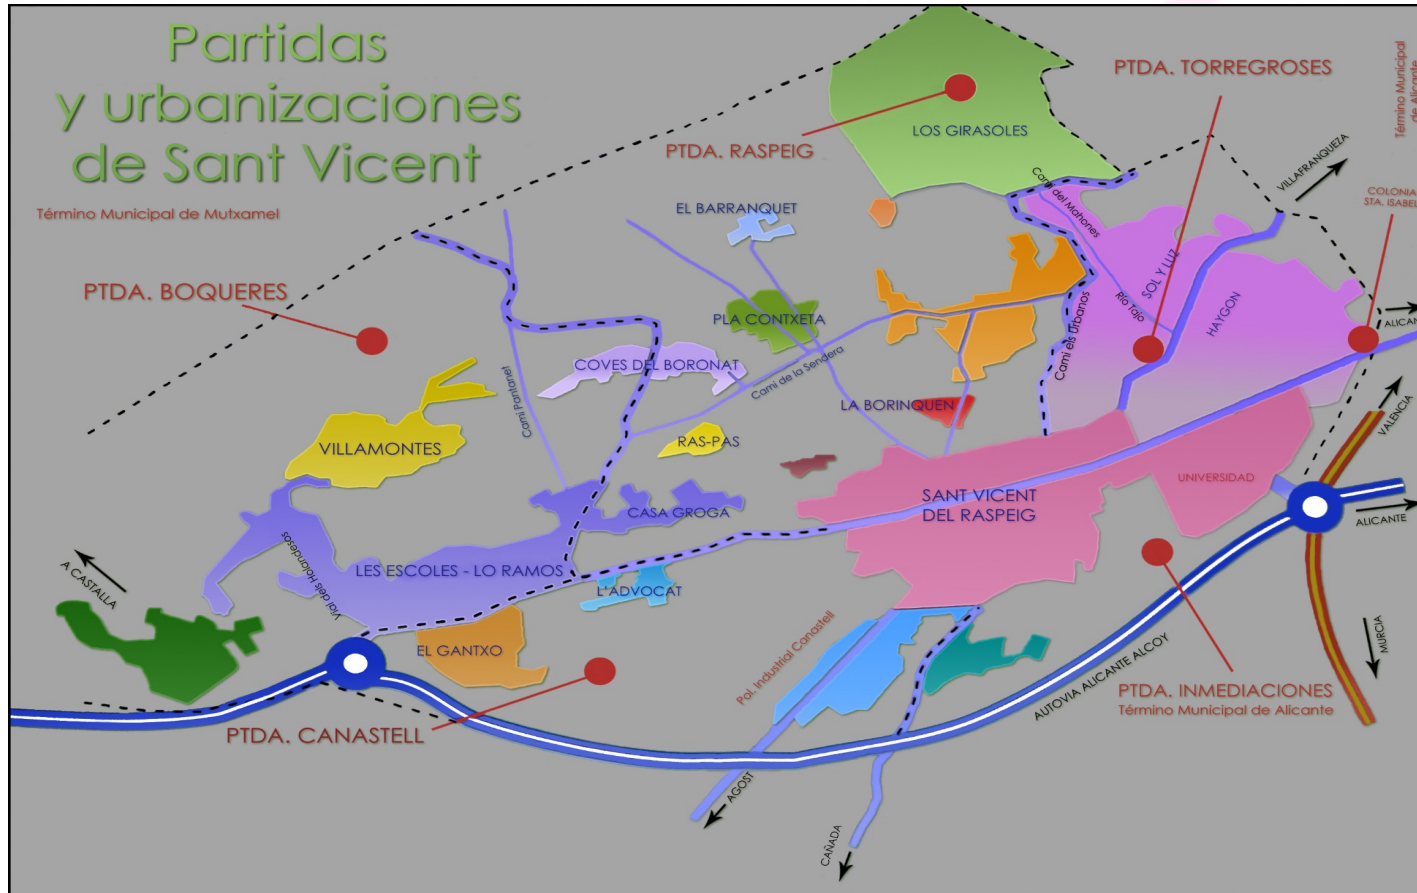 Partidas
y urbanizaciones
de Sant Vicent
Término Municipal de Mutxamel
PTDA. RASPEIG
LOS GIRASOLES
PTDA. TORREGROSES
Término Municipal
de Alicante
VILLAFRANQUEZA
COLONIA
STA. ISABEL
EL BARRANQUET
Camí del Mahones
SOL Y LUZ
Río Tajo
HAYGON
Camí els Urbanos
PTDA. BOQUERES
PLA CONTXETA
COVES DEL BORONAT
Camí de la Sendera
Camí Pantanet
LA BORINQUEN
VALENCIA
VILLAMONTES
RAS-PAS
UNIVERSIDAD
SANT VICENT
DEL RASPEIG
CASA GROGA
ALICANTE
Vial dels Holandesos
LES ESCOLES - LO RAMOS
L'ADVOCAT
A CASTALLA
EL GANTXO
Pol. Industrial Canastell
MURCIA
AUTOVIA ALICANTE ALCOY
PTDA. INMEDIACIONES
Término Municipal de Alicante
PTDA. CANASTELL
AGOST
CAÑADA